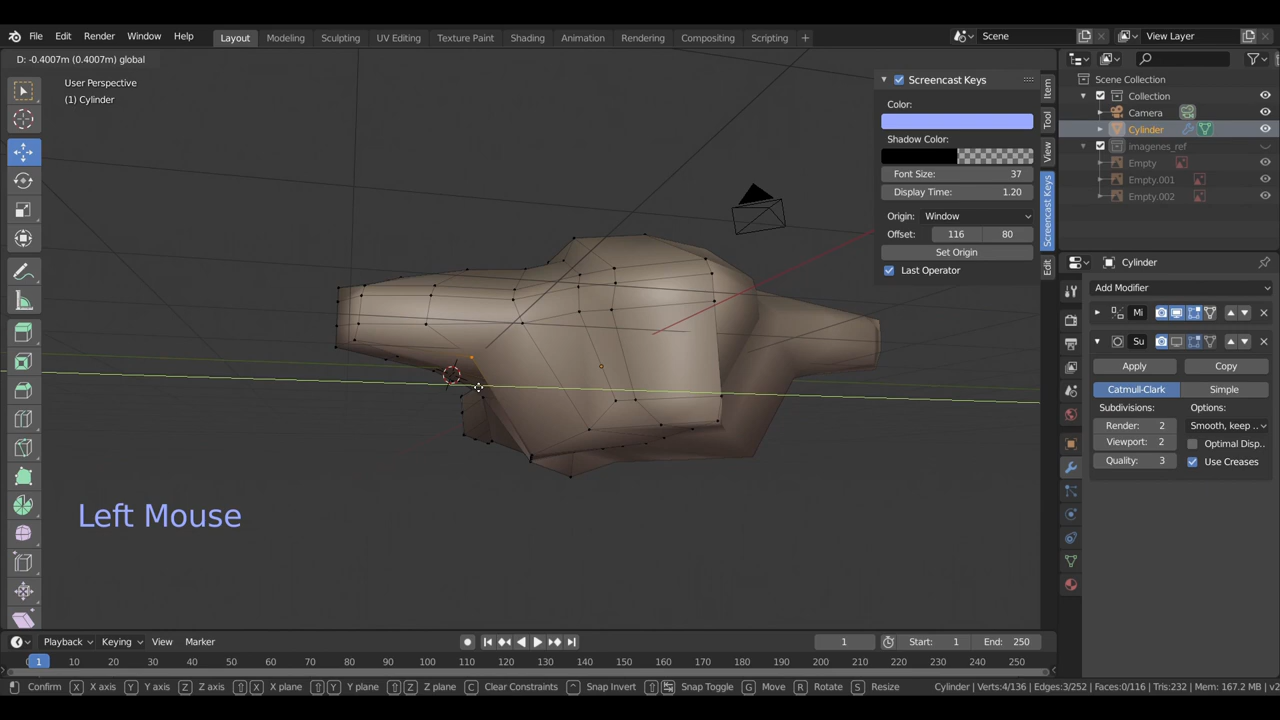 File Edit Render Window Help Layout Modeling Sculpting UV Editing Texture Paint Shading Animation Rendering Compositing Scripting + Scene View Layer
D: -0.4007m (0.4007m) global
User Perspective
(1) Cylinder
Screencast Keys
Color:
Shadow Color:
Font Size: 37
Display Time: 1.20
Origin: Window
Offset: 116 80
Set Origin
Last Operator
Item
Tool
View
Screencast Keys
Edit
Scene Collection
Collection
Camera
Cylinder
imagenes_ref
Empty
Empty.001
Empty.002
Cylinder
Add Modifier
Mi
Su
Apply Copy
Catmull-Clark Simple
Subdivisions: Options:
Render: 2 Smooth, keep ..
Viewport: 2 Optimal Disp..
Quality: 3 Use Creases
Left Mouse
Playback Keying View Marker 1 Start: 1 End: 250
1 10 20 30 40 50 60 70 80 90 100 110 120 130 140 150 160 170 180 190 200 210 220 230 240 250
Confirm X X axis Y Y axis Z Z axis X X plane Y Y plane Z Z plane C Clear Constraints Snap Invert Snap Toggle G Move R Rotate S Resize Cylinder | Verts:4/136 | Edges:3/252 | Faces:0/116 | Tris:232 | Mem: 167.2 MB | v2